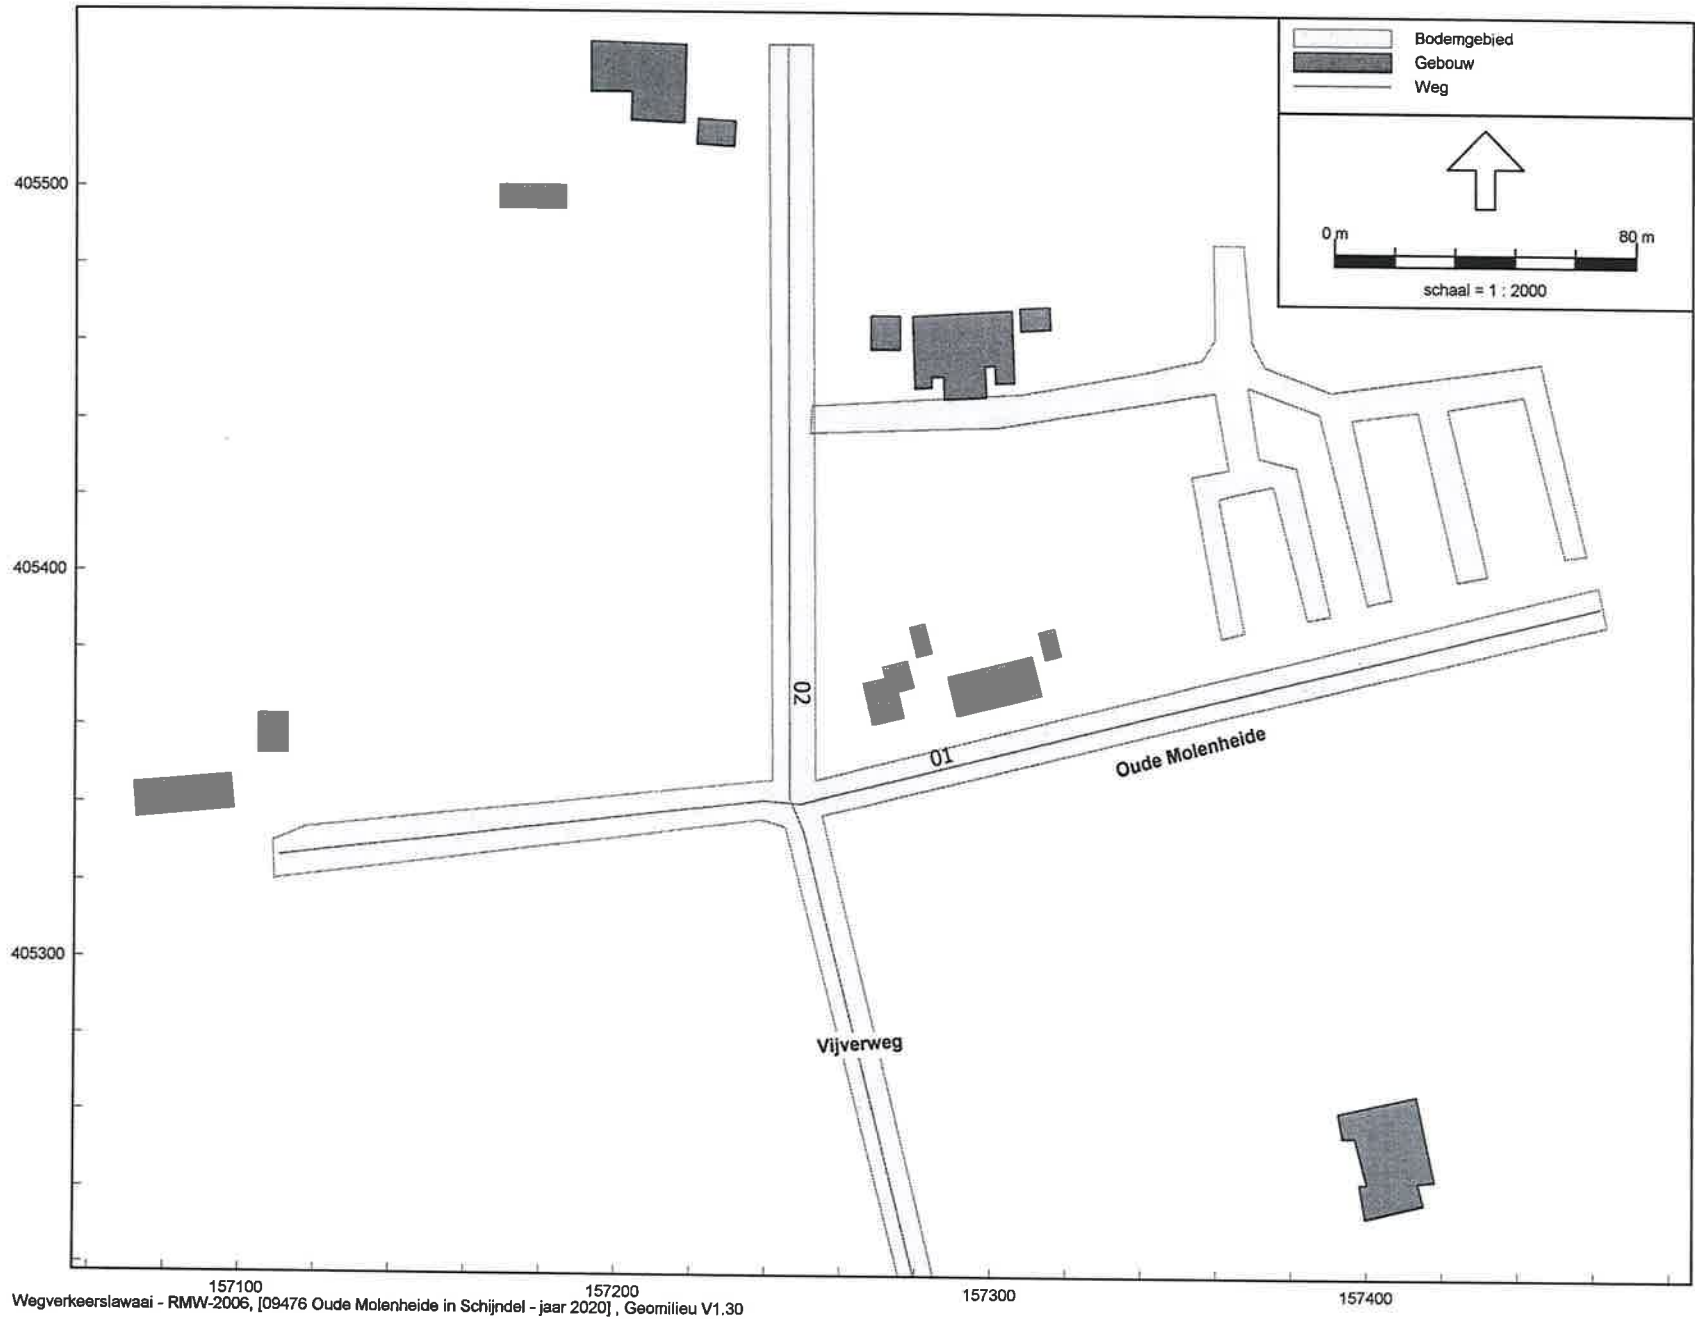 Bodemgebied
Gebouw
Weg
0 m 80 m
schaal = 1 : 2000
405500
405400
405300
02
01
Oude Molenheide
Vijverweg
157100 157200 157300 157400
Wegverkeerslawaai - RMW-2006, [09476 Oude Molenheide in Schijndel - jaar 2020] , Geomilieu V1.30